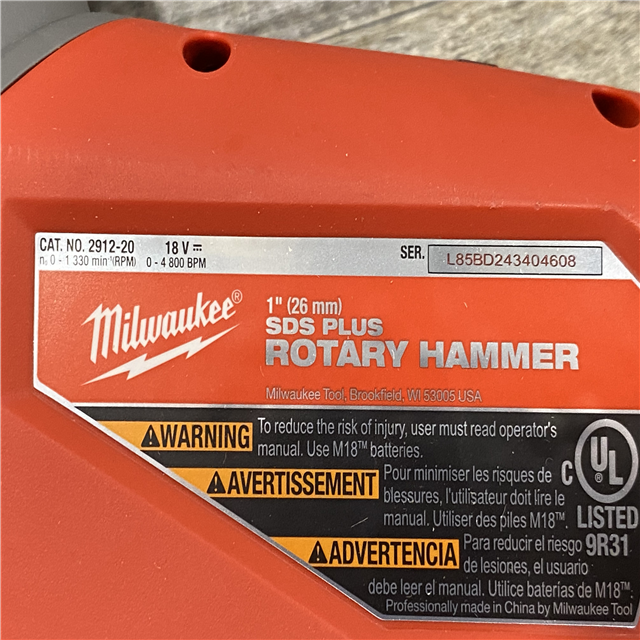 CAT. NO. 2912-20 18 V ⎓
n₀ 0 - 1 330 min⁻¹(RPM) 0 - 4 800 BPM
SER. L85BD243404608
Milwaukee®
1" (26 mm)
SDS PLUS
ROTARY HAMMER
Milwaukee Tool, Brookfield, WI 53005 USA
WARNING To reduce the risk of injury, user must read operator's
manual. Use M18™ batteries.
AVERTISSEMENT Pour minimiser les risques de
blessures, l'utilisateur doit lire le
manual. Utiliser des piles M18™.
ADVERTENCIA Para reducir el riesgo
de lesiones, el usuario
debe leer el manual. Utilice baterías de M18™.
Professionally made in China by Milwaukee Tool
C UL
LISTED
9R31